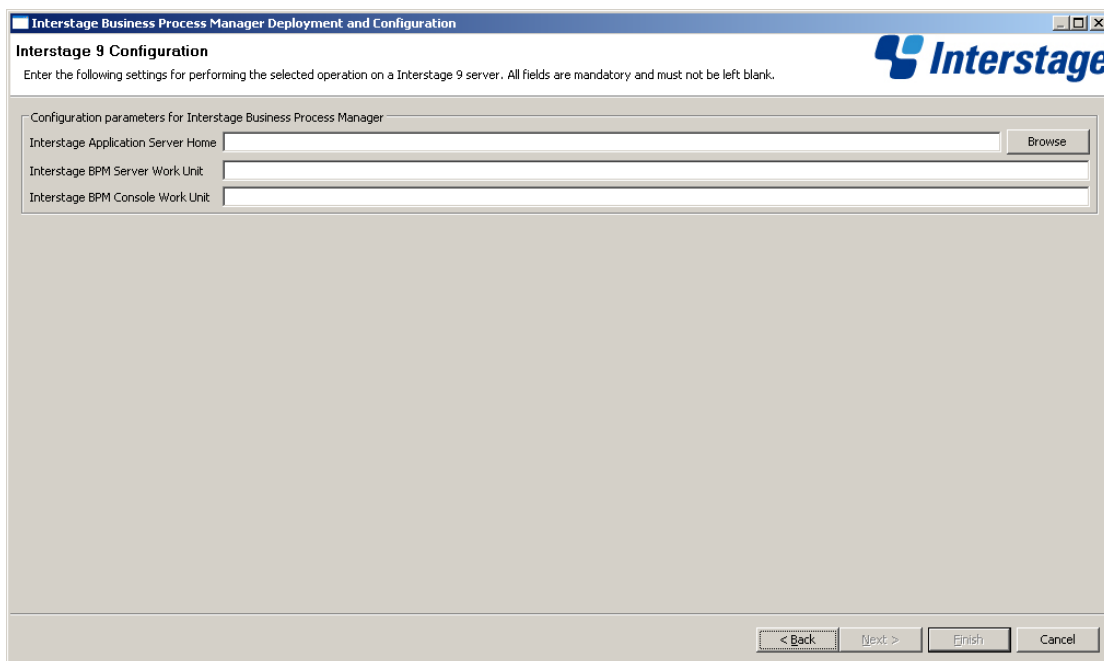 Interstage Business Process Manager Deployment and Configuration
Interstage 9 Configuration
Enter the following settings for performing the selected operation on a Interstage 9 server. All fields are mandatory and must not be left blank.
Interstage
Configuration parameters for Interstage Business Process Manager
Interstage Application Server Home
Browse
Interstage BPM Server Work Unit
Interstage BPM Console Work Unit
< Back
Next >
Finish
Cancel